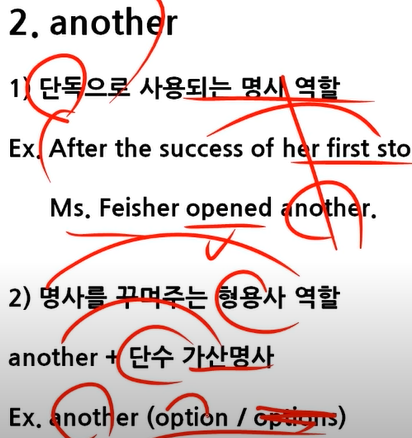 2. another
1) 단독으로 사용되는 명사 역할
Ex. After the success of her first sto
Ms. Feisher opened another.
2) 명사를 꾸며주는 형용사 역할
another + 단수 가산명사
Ex. another (option / options)